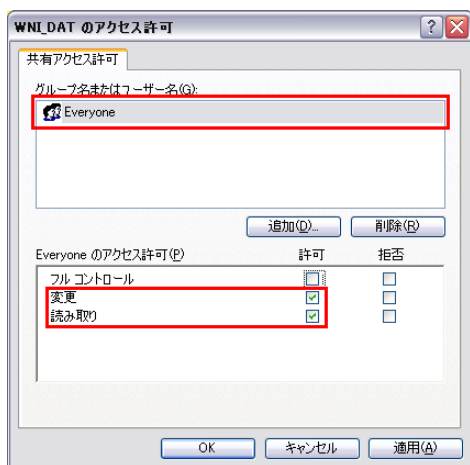 WNI_DAT のアクセス許可
共有アクセス許可
グループ名またはユーザー名(G):
Everyone
追加(D)... 削除(R)
Everyone のアクセス許可(P) 許可 拒否
フル コントロール
変更
読み取り
OK キャンセル 適用(A)